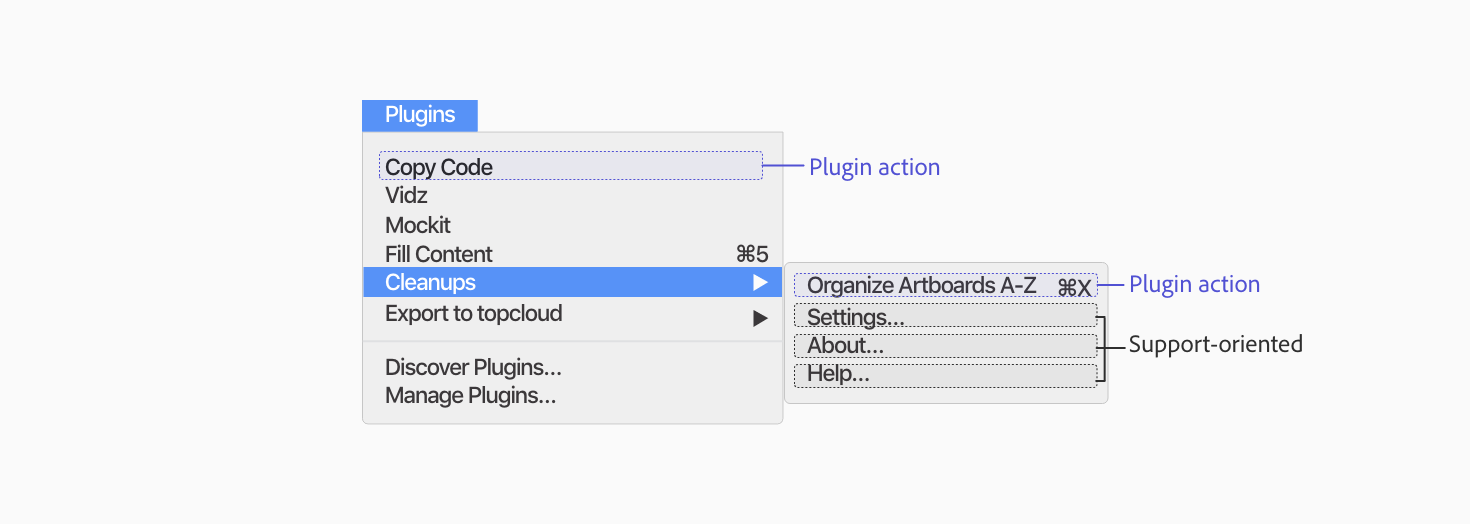 Plugins
Copy Code
Plugin action
Vidz
Mockit
Fill Content ⌘5
Cleanups ▶
Organize Artboards A-Z ⌘X
Plugin action
Export to topcloud ▶
Settings...
About...
Support-oriented
Help...
Discover Plugins...
Manage Plugins...